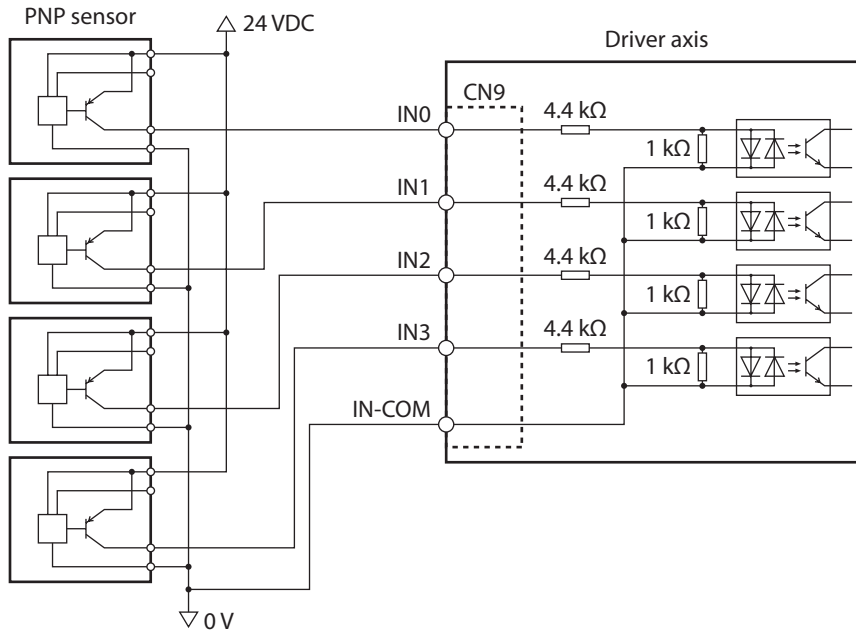 PNP sensor
24 VDC
Driver axis
CN9
IN0
4.4 kΩ
1 kΩ
IN1
4.4 kΩ
1 kΩ
IN2
4.4 kΩ
1 kΩ
IN3
4.4 kΩ
1 kΩ
IN-COM
0 V